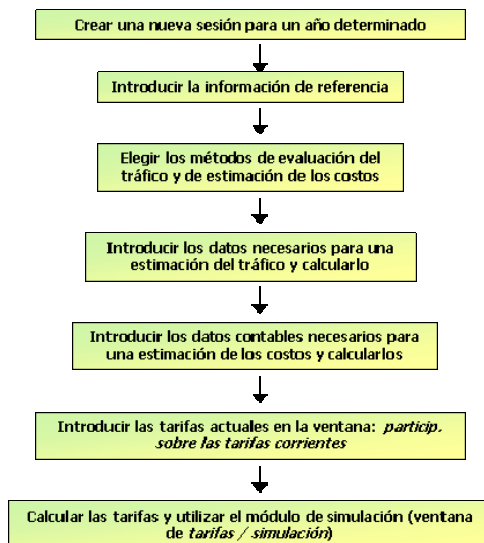 Crear una nueva sesión para un año determinado
Introducir la información de referencia
Elegir los métodos de evaluación del
tráfico y de estimación de los costos
Introducir los datos necesarios para una
estimación del tráfico y calcularlo
Introducir los datos contables necesarios para
una estimación de los costos y calcularlos
Introducir las tarifas actuales en la ventana: particip.
sobre las tarifas corrientes
Calcular las tarifas y utilizar el módulo de simulación (ventana
de tarifas / simulación)